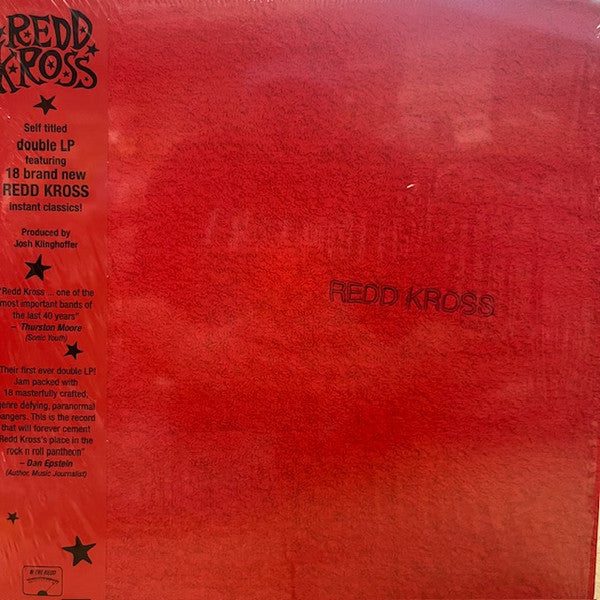 REDD
KROSS
Self titled
double LP
featuring
18 brand new
REDD KROSS
instant classics!
Produced by
Josh Klinghoffer
"Redd Kross ... one of the
most important bands of
the last 40 years"
– Thurston Moore
(Sonic Youth)
Their first ever double LP!
Jam packed with
18 masterfully crafted,
genre defying, paranormal
bangers. This is the record
that will forever cement
Redd Kross's place in the
rock n roll pantheon"
– Dan Epstein
(Author, Music Journalist)
IN THE REDD
REDD KROSS